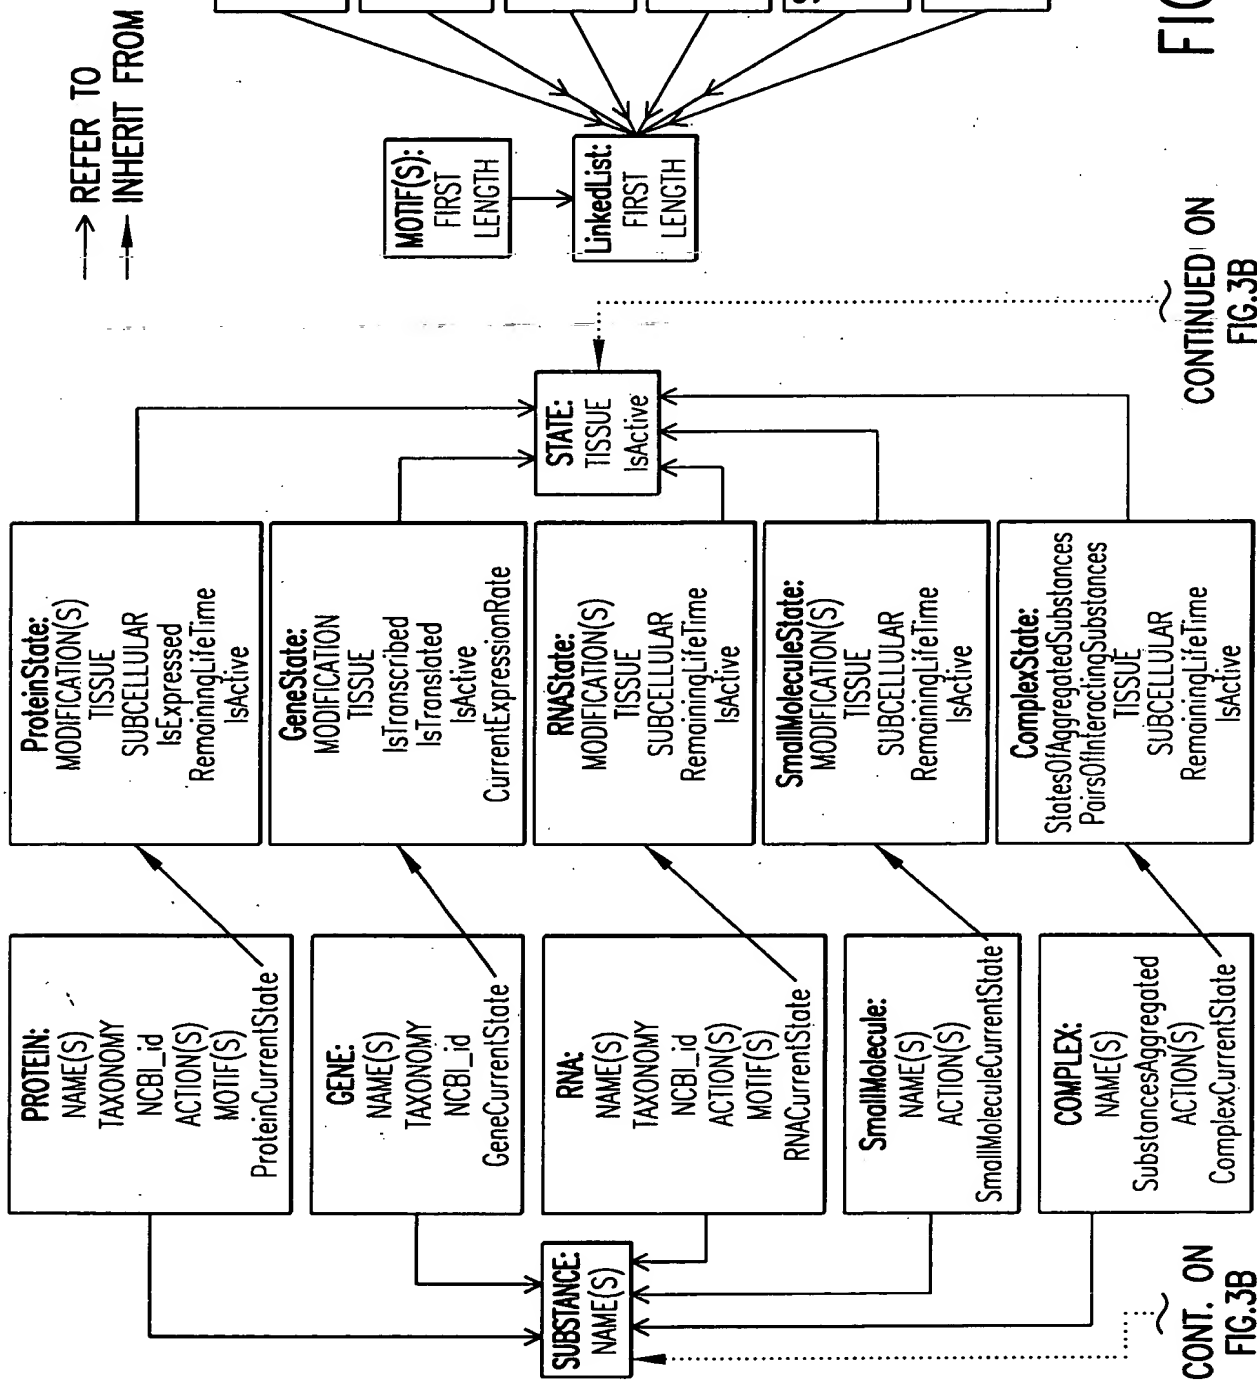 → REFER TO
→ INHERIT FROM
FIG
S
MOTIF(S):
FIRST
LENGTH
LinkedList:
FIRST
LENGTH
CONTINUED ON
FIG.3B
STATE:
TISSUE
IsActive
ProteinState:
MODIFICATION(S)
TISSUE
SUBCELLULAR
IsExpressed
RemainingLifeTime
IsActive
GeneState:
MODIFICATION
TISSUE
IsTranscribed
IsTranslated
IsActive
CurrentExpressionRate
RNAState:
MODIFICATION(S)
TISSUE
SUBCELLULAR
RemainingLifeTime
IsActive
SmallMoleculeState:
MODIFICATION(S)
TISSUE
SUBCELLULAR
RemainingLifeTime
IsActive
ComplexState:
StatesOfAggregatedSubstances
PairsOfInteractingSubstances
TISSUE
SUBCELLULAR
RemainingLifeTime
IsActive
PROTEIN:
NAME(S)
TAXONOMY
NCBI_id
ACTION(S)
MOTIF(S)
ProteinCurrentState
GENE:
NAME(S)
TAXONOMY
NCBI_id
GeneCurrentState
RNA:
NAME(S)
TAXONOMY
NCBI_id
ACTION(S)
MOTIF(S)
RNACurrentState
SmallMolecule:
NAME(S)
ACTION(S)
SmallMoleculeCurrentState
COMPLEX:
NAME(S)
SubstancesAggregated
ACTION(S)
ComplexCurrentState
SUBSTANCE:
NAME(S)
CONT. ON
FIG.3B